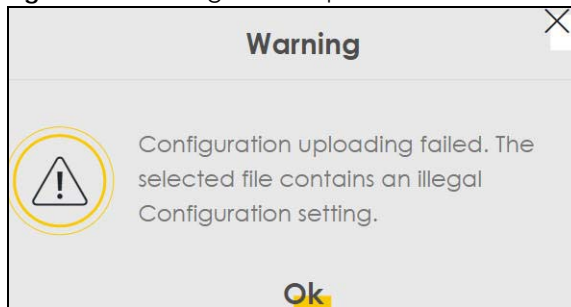 Warning
Configuration uploading failed. The
selected file contains an illegal
Configuration setting.
Ok